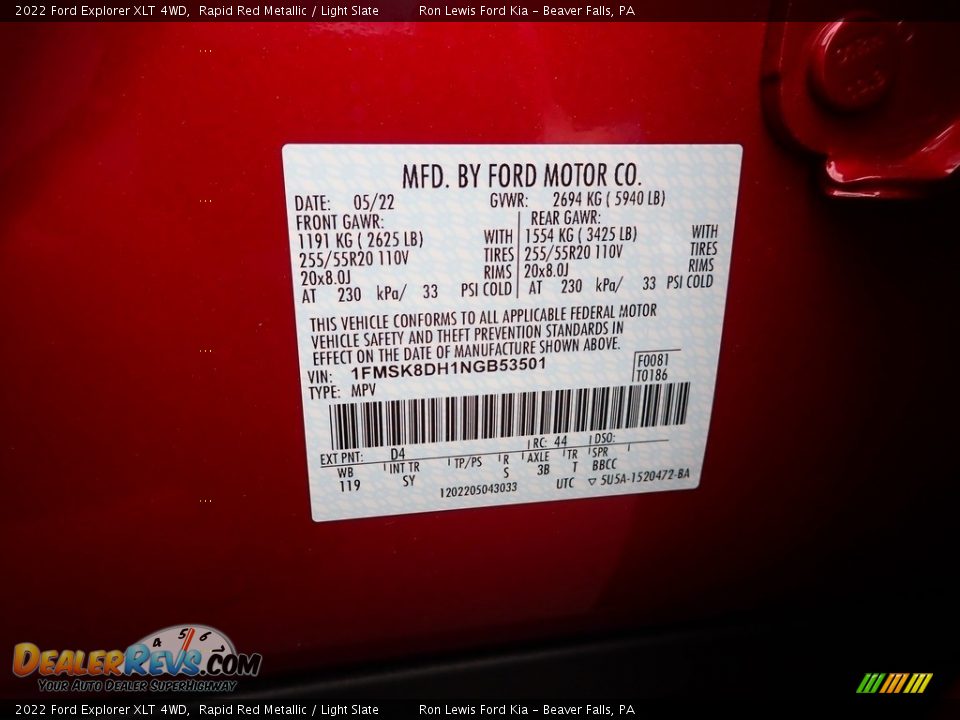 2022 Ford Explorer XLT 4WD,  Rapid Red Metallic / Light Slate          Ron Lewis Ford Kia - Beaver Falls, PA
MFD. BY FORD MOTOR CO.
DATE: 05/22 GVWR: 2694 KG ( 5940 LB)
FRONT GAWR: REAR GAWR:
1191 KG ( 2625 LB) WITH 1554 KG ( 3425 LB) WITH
255/55R20 110V TIRES 255/55R20 110V TIRES
20x8.0J RIMS 20x8.0J RIMS
AT 230 kPa/ 33 PSI COLD AT 230 kPa/ 33 PSI COLD
THIS VEHICLE CONFORMS TO ALL APPLICABLE FEDERAL MOTOR
VEHICLE SAFETY AND THEFT PREVENTION STANDARDS IN
EFFECT ON THE DATE OF MANUFACTURE SHOWN ABOVE.
VIN: 1FMSK8DH1NGB53501 F0081
TYPE: MPV T0186
EXT PNT: D4 RC: 44 DSO:
WB INT TR TP/PS R AXLE TR SPR
119 SY S 3B T BBCC
1202205043033 UTC ▽ 5U5A-1520472-BA
4 5 6
DEALERREVS.COM
YOUR AUTO DEALER SUPERHIGHWAY
2022 Ford Explorer XLT 4WD,  Rapid Red Metallic / Light Slate          Ron Lewis Ford Kia - Beaver Falls, PA